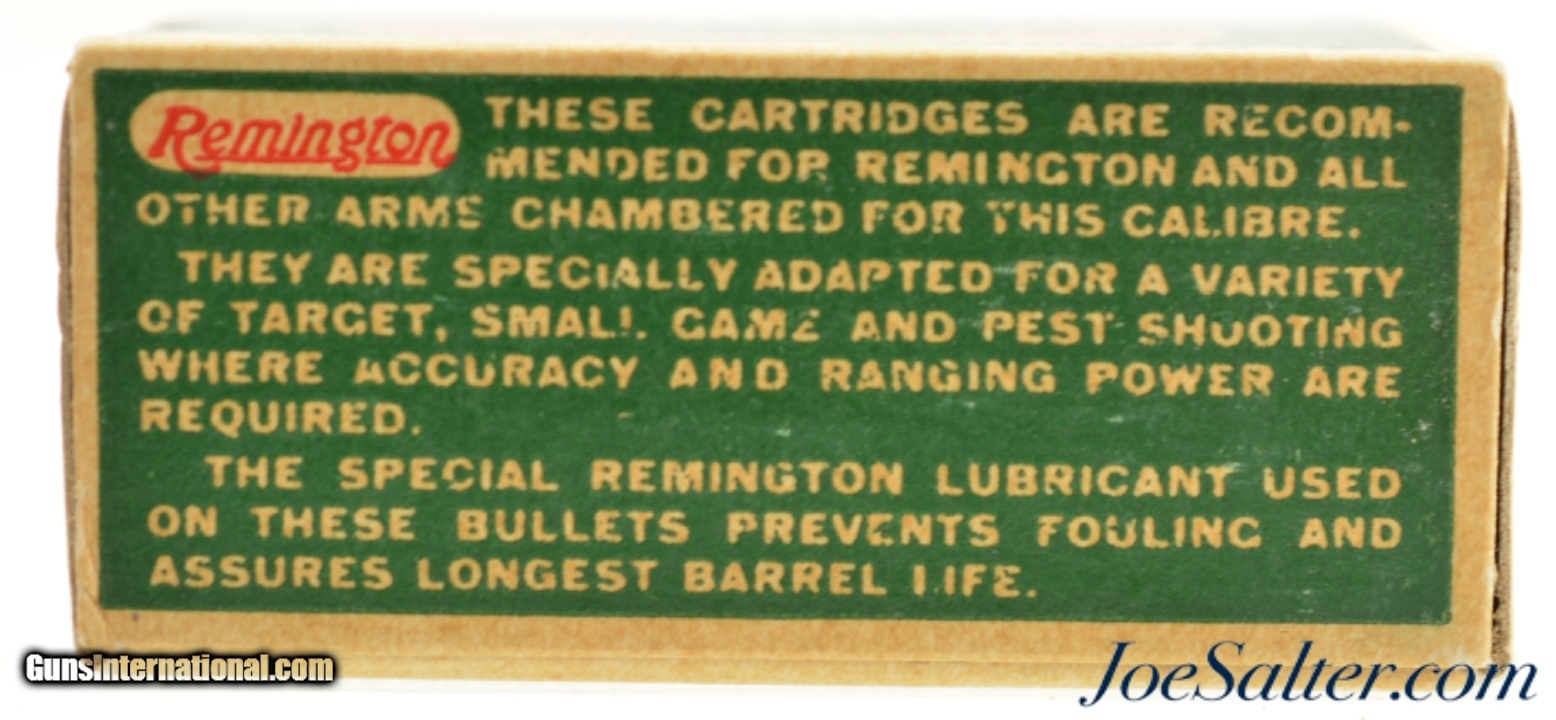 Remington
THESE CARTRIDGES ARE RECOM-
MENDED FOR REMINGTON AND ALL
OTHER ARMS CHAMBERED FOR THIS CALIBRE.
THEY ARE SPECIALLY ADAPTED FOR A VARIETY
OF TARGET, SMALL GAME AND PEST SHOOTING
WHERE ACCURACY AND RANGING POWER ARE
REQUIRED.
THE SPECIAL REMINGTON LUBRICANT USED
ON THESE BULLETS PREVENTS FOULING AND
ASSURES LONGEST BARREL LIFE.
GunsInternational.com
JoeSalter.com